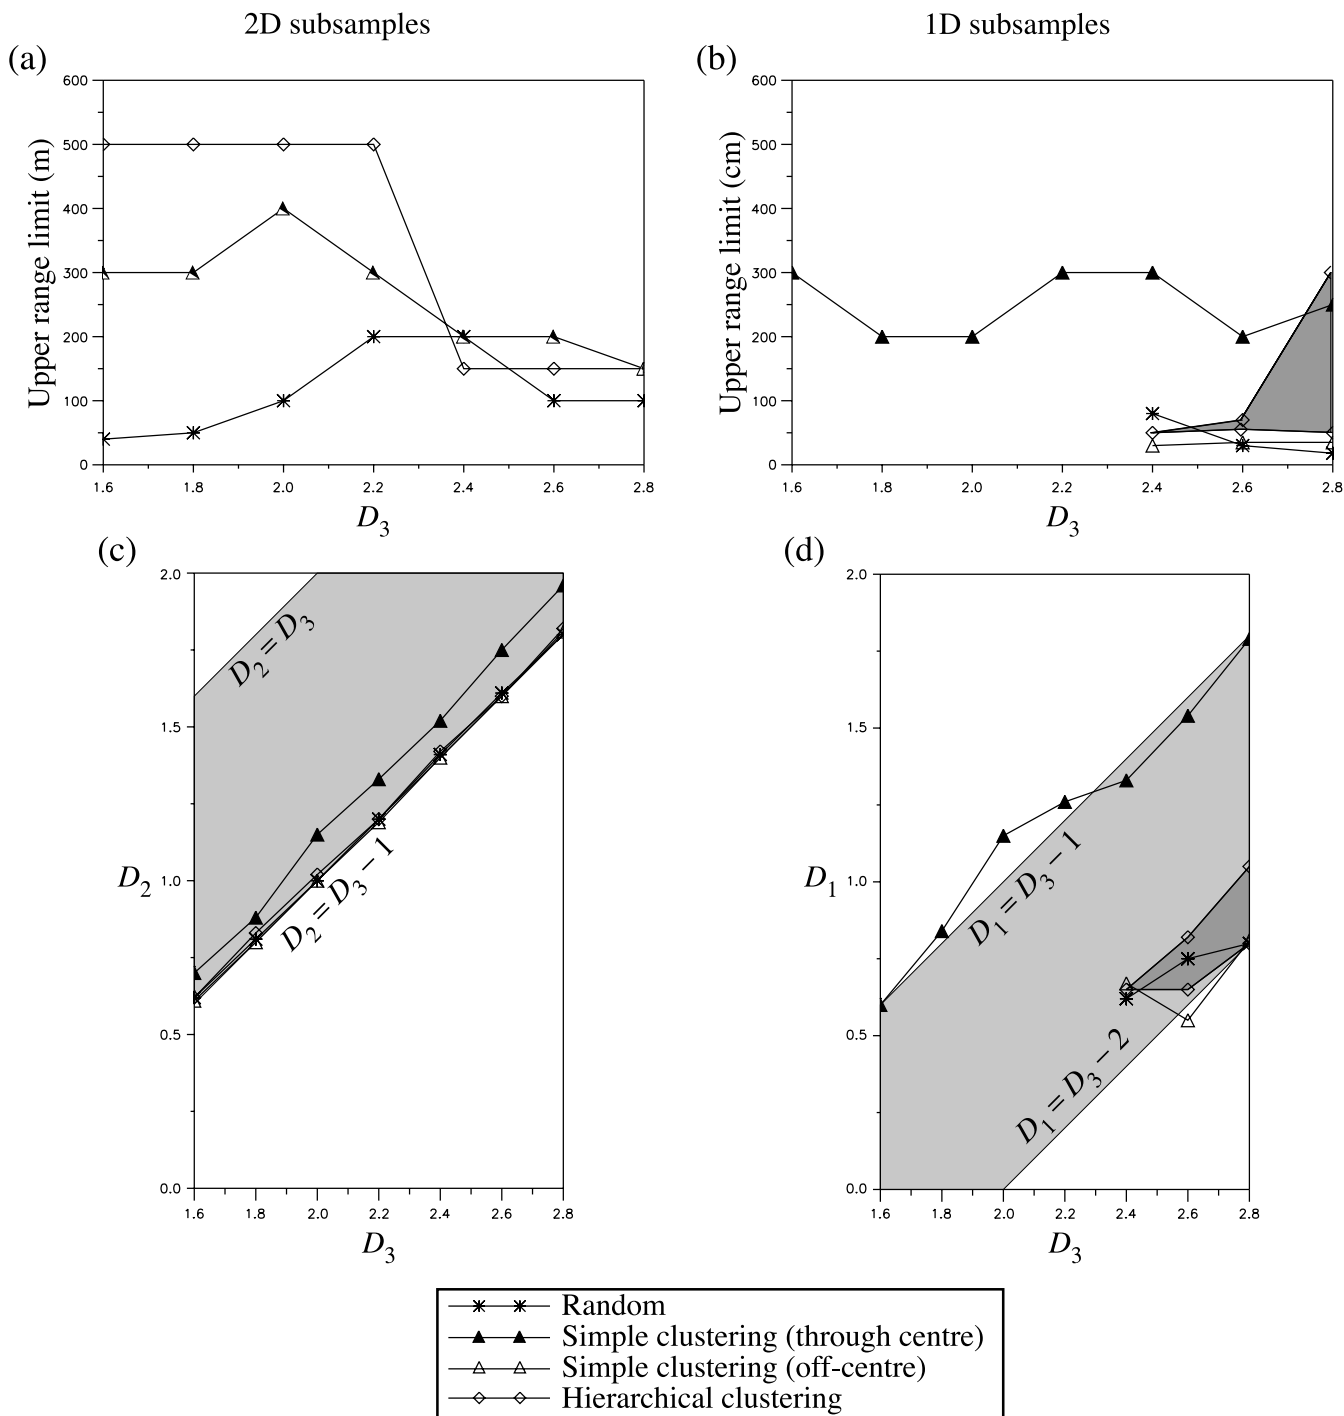 2D subsamples
1D subsamples
(a)
(b)
Upper range limit (m)
600
500
400
300
200
100
0
1.6
1.8
2.0
2.2
2.4
2.6
2.8
D3
Upper range limit (cm)
600
500
400
300
200
100
0
1.6
1.8
2.0
2.2
2.4
2.6
2.8
D3
(c)
(d)
D2
2.0
1.5
1.0
0.5
0.0
D2 = D3
D2 = D3 − 1
1.6
1.8
2.0
2.2
2.4
2.6
2.8
D3
D1
2.0
1.5
1.0
0.5
0.0
D1 = D3 − 1
D1 = D3 − 2
1.6
1.8
2.0
2.2
2.4
2.6
2.8
D3
Random
Simple clustering (through centre)
Simple clustering (off-centre)
Hierarchical clustering